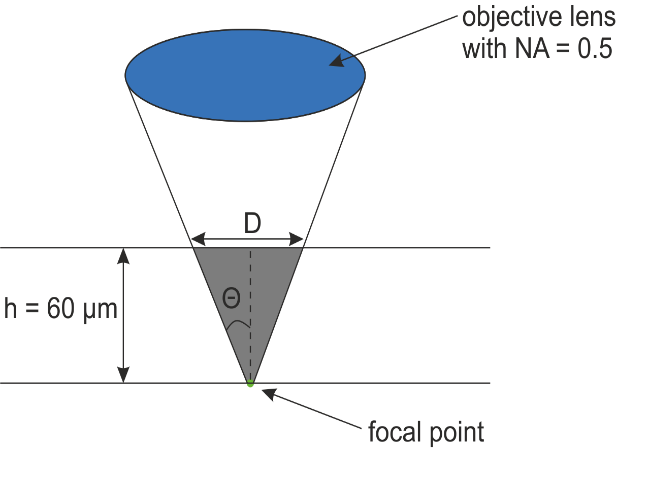 objective lens
with NA = 0.5
D
Θ
h = 60 µm
focal point